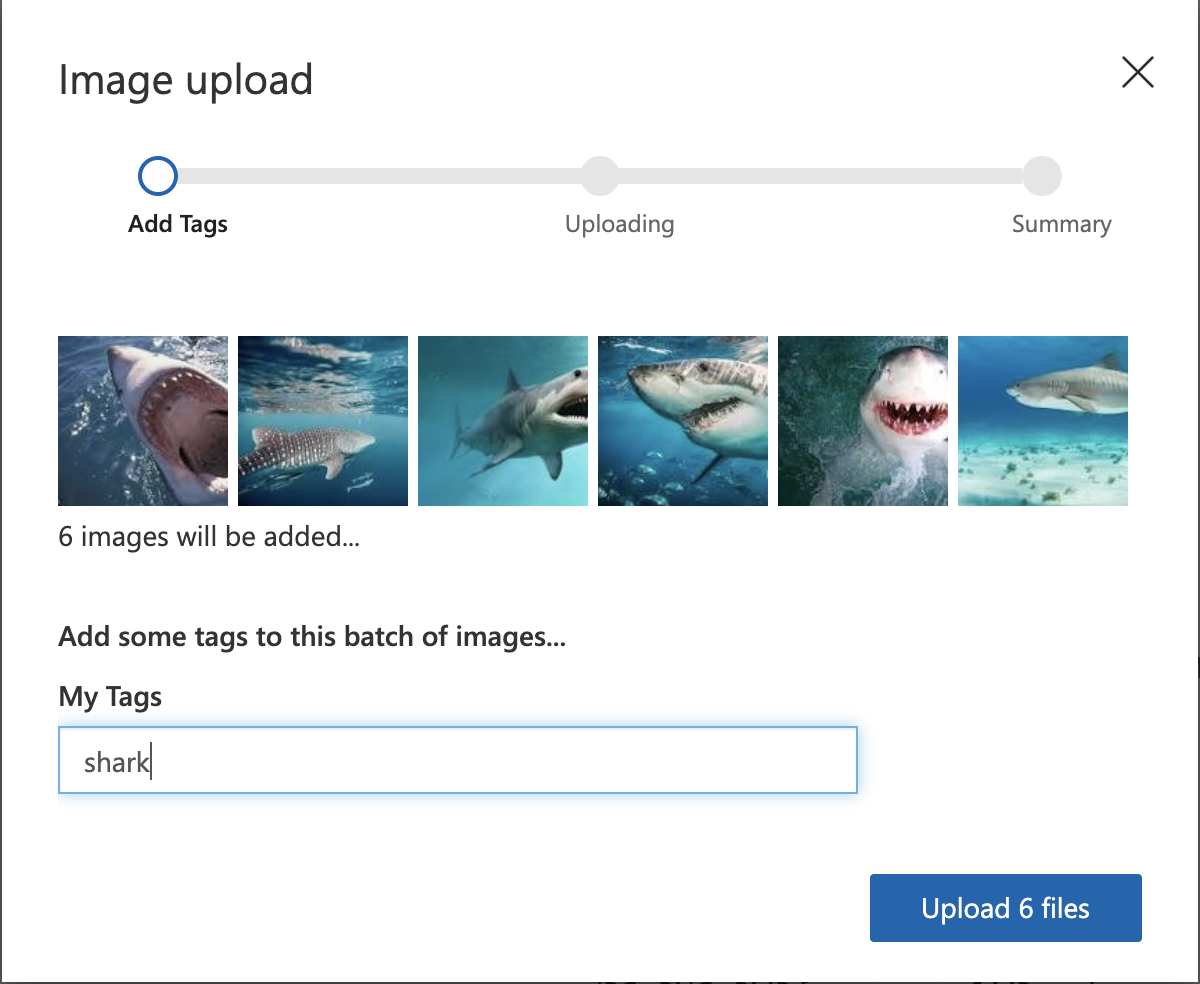 Image upload
Add Tags
Uploading
Summary
6 images will be added...
Add some tags to this batch of images...
My Tags
shark
Upload 6 files